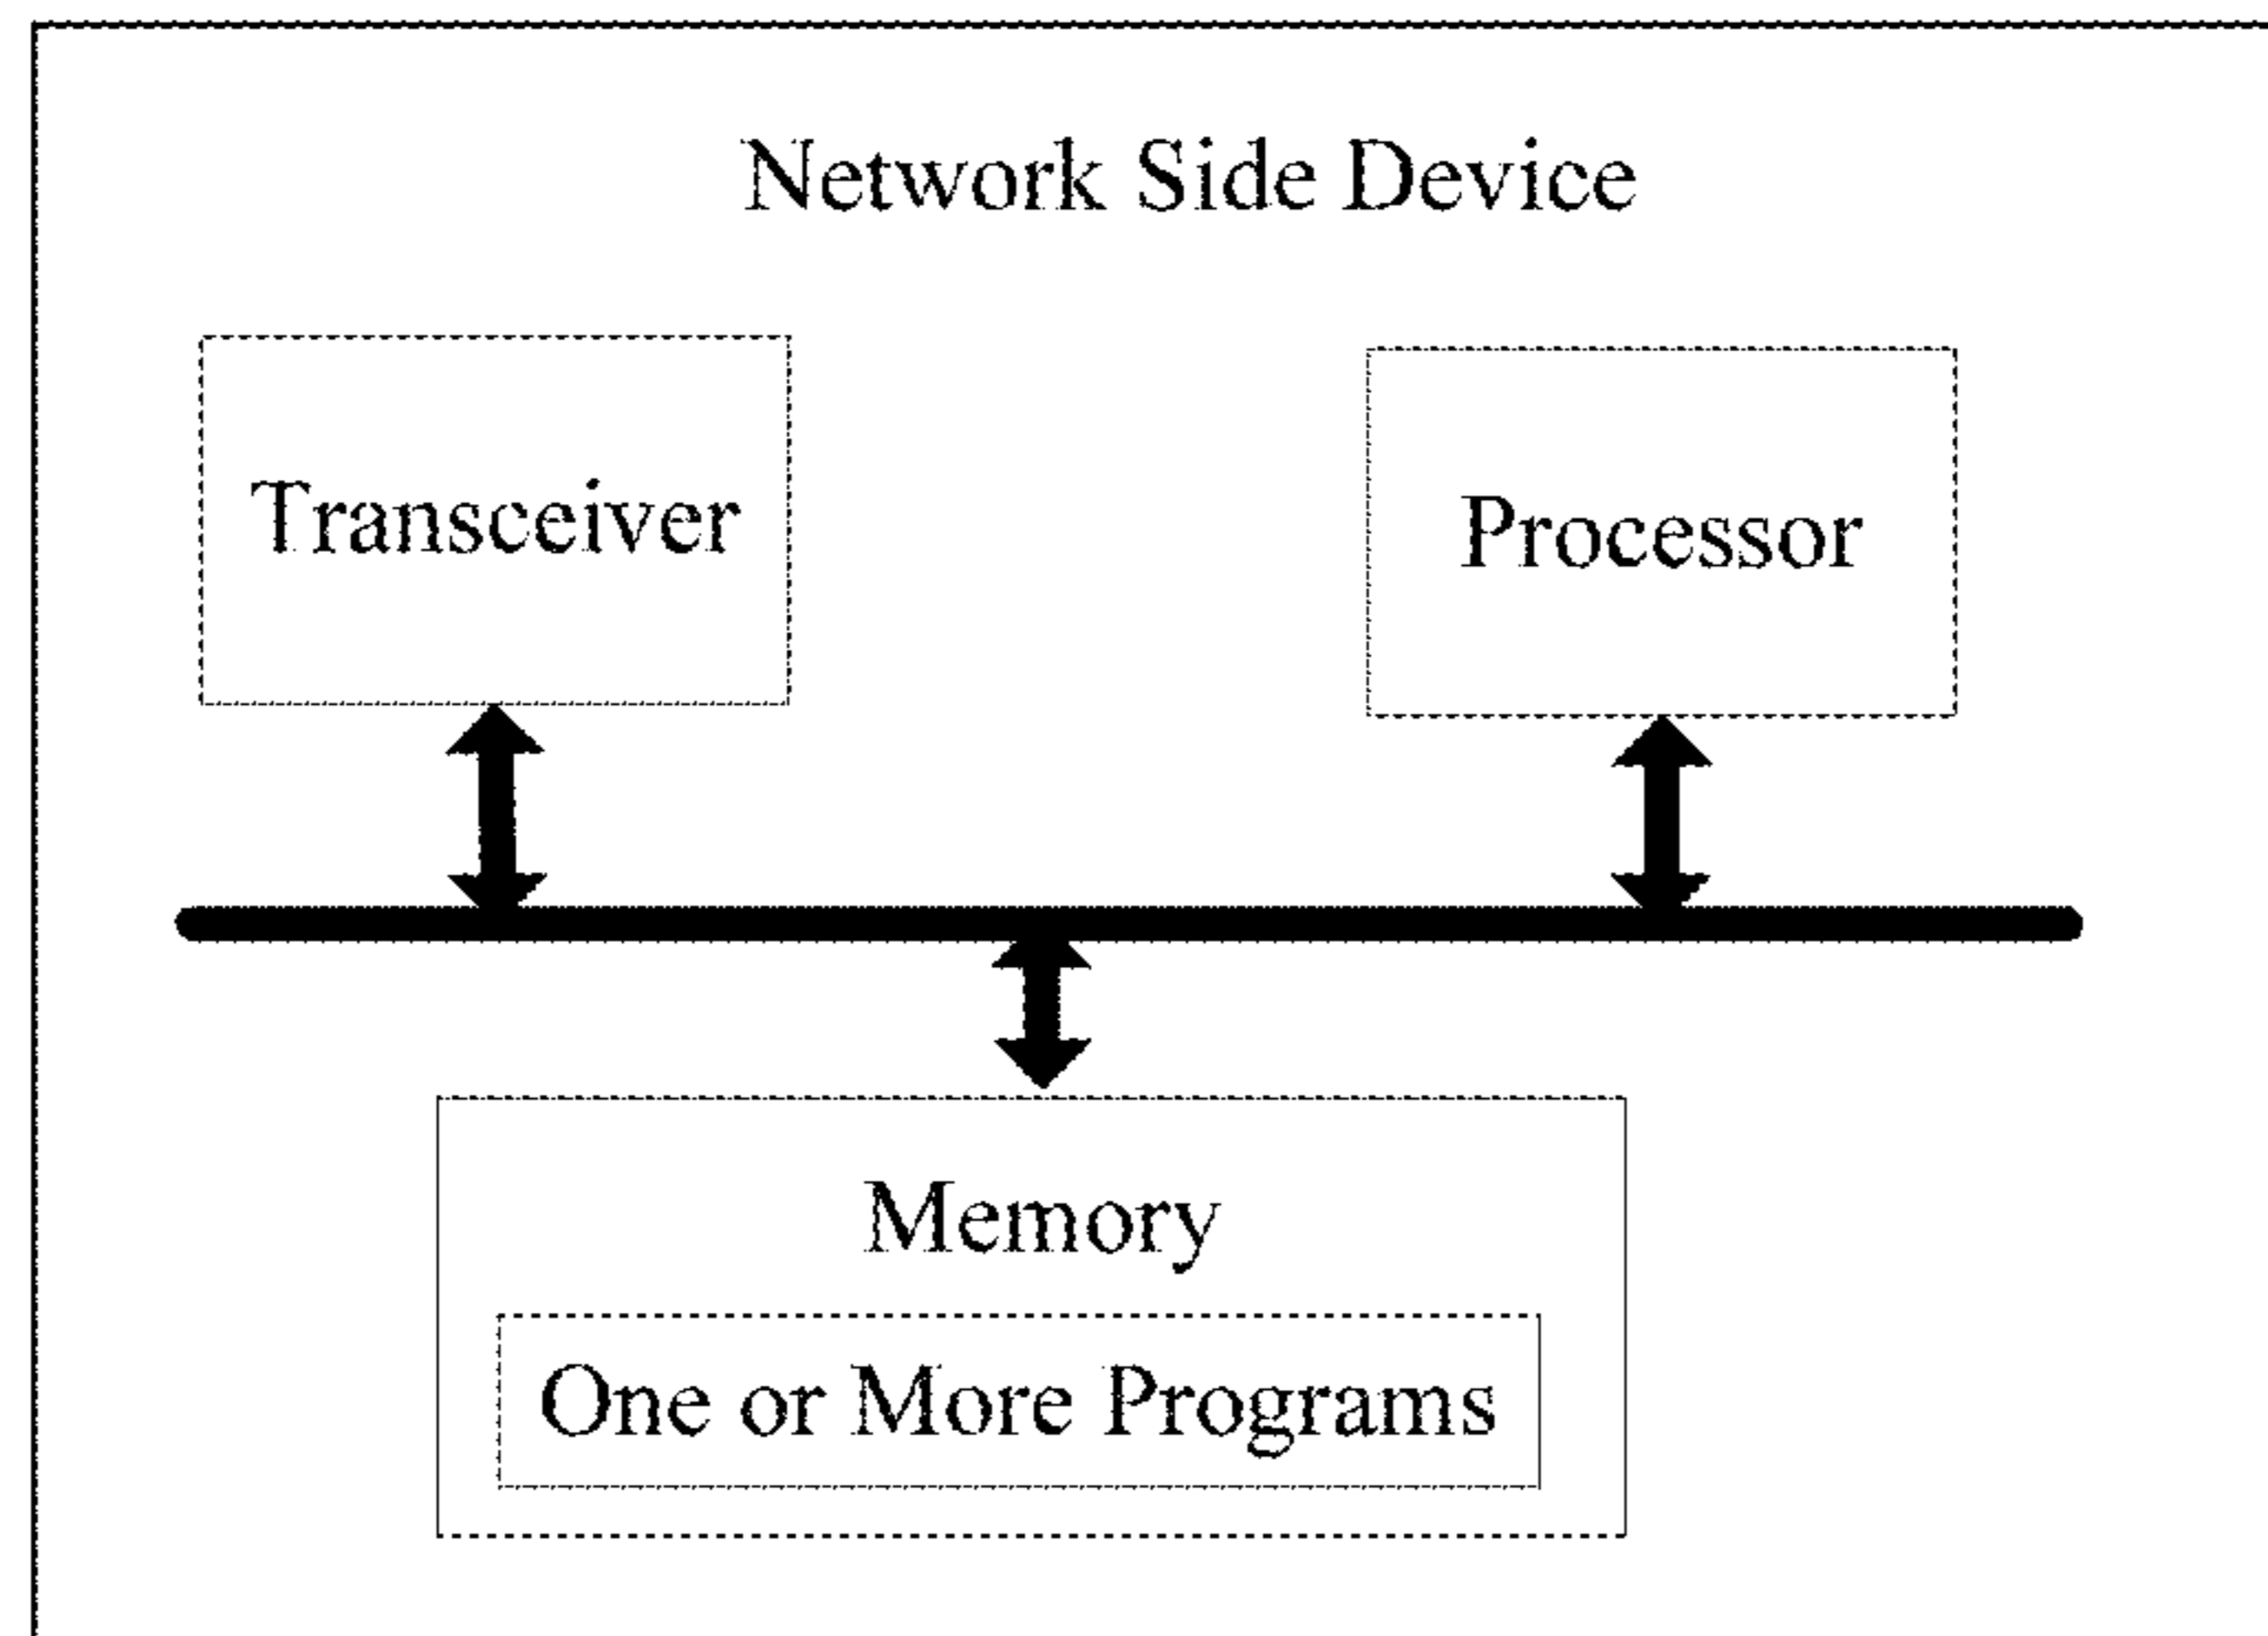 Network Side Device
Transceiver
Processor
Memory
One or More Programs